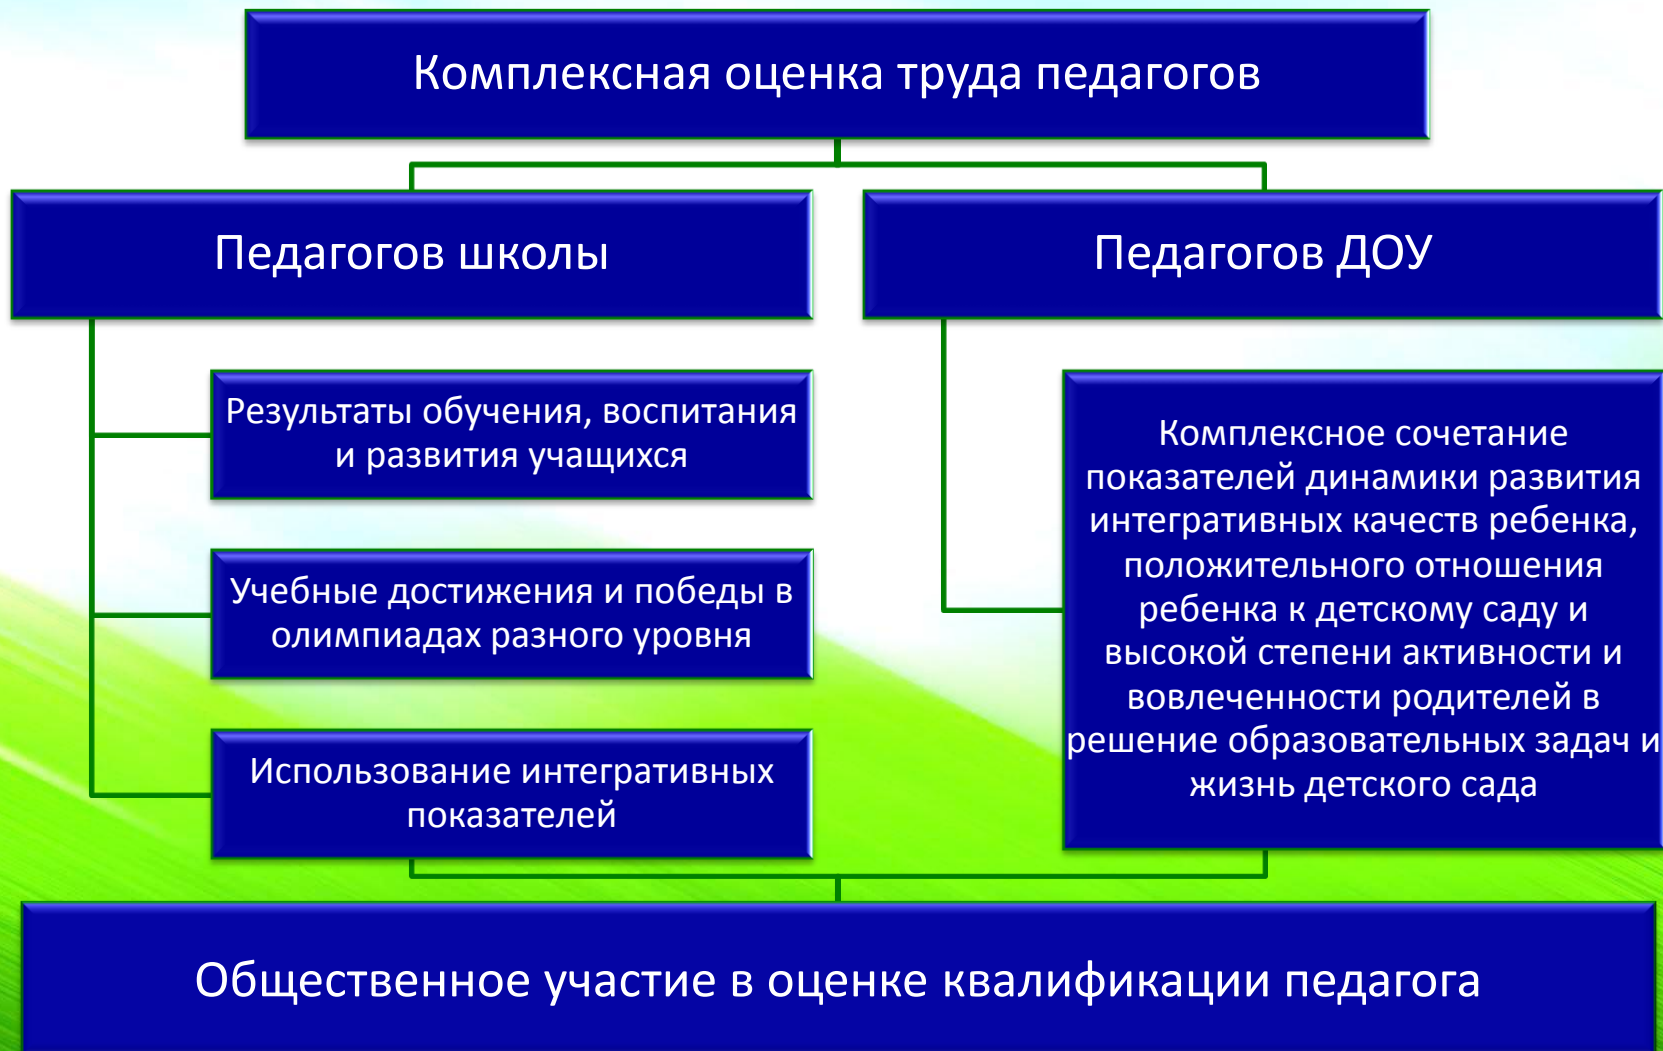 Комплексная оценка труда педагогов
Педагогов школы
Результаты обучения, воспитания
и развития учащихся
Учебные достижения и победы в
олимпиадах разного уровня
Использование интегративных
показателей
Педагогов ДОУ
Комплексное сочетание
показателей динамики развития
интегративных качеств ребенка,
положительного отношения
ребенка к детскому саду и
высокой степени активности и
вовлеченности родителей в
решение образовательных задач и
жизнь детского сада
Общественное участие в оценке квалификации педагога